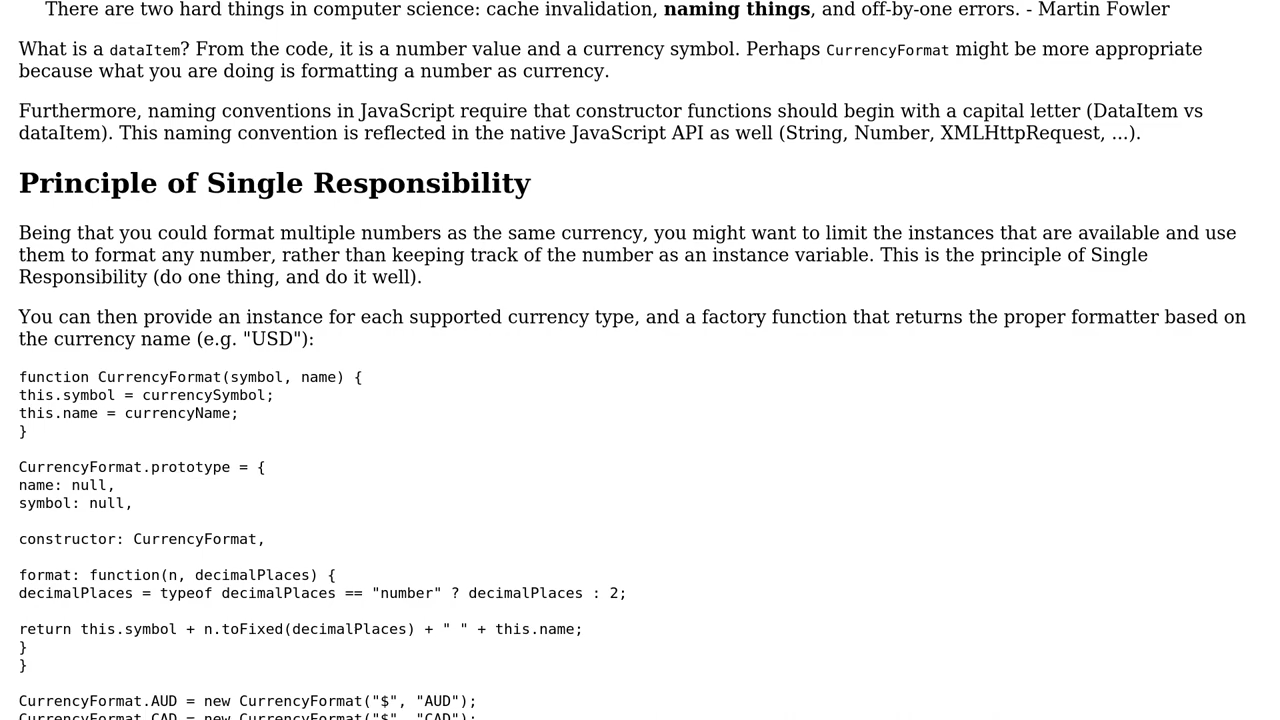 There are two hard things in computer science: cache invalidation, naming things, and off-by-one errors. - Martin Fowler
What is a dataItem? From the code, it is a number value and a currency symbol. Perhaps CurrencyFormat might be more appropriate
because what you are doing is formatting a number as currency.
Furthermore, naming conventions in JavaScript require that constructor functions should begin with a capital letter (DataItem vs
dataItem). This naming convention is reflected in the native JavaScript API as well (String, Number, XMLHttpRequest, ...).
Principle of Single Responsibility
Being that you could format multiple numbers as the same currency, you might want to limit the instances that are available and use
them to format any number, rather than keeping track of the number as an instance variable. This is the principle of Single
Responsibility (do one thing, and do it well).
You can then provide an instance for each supported currency type, and a factory function that returns the proper formatter based on
the currency name (e.g. "USD"):
function CurrencyFormat(symbol, name) {
this.symbol = currencySymbol;
this.name = currencyName;
}
CurrencyFormat.prototype = {
name: null,
symbol: null,
constructor: CurrencyFormat,
format: function(n, decimalPlaces) {
decimalPlaces = typeof decimalPlaces == "number" ? decimalPlaces : 2;
return this.symbol + n.toFixed(decimalPlaces) + " " + this.name;
}
}
CurrencyFormat.AUD = new CurrencyFormat("$", "AUD");
CurrencyFormat.CAD = new CurrencyFormat("$", "CAD");